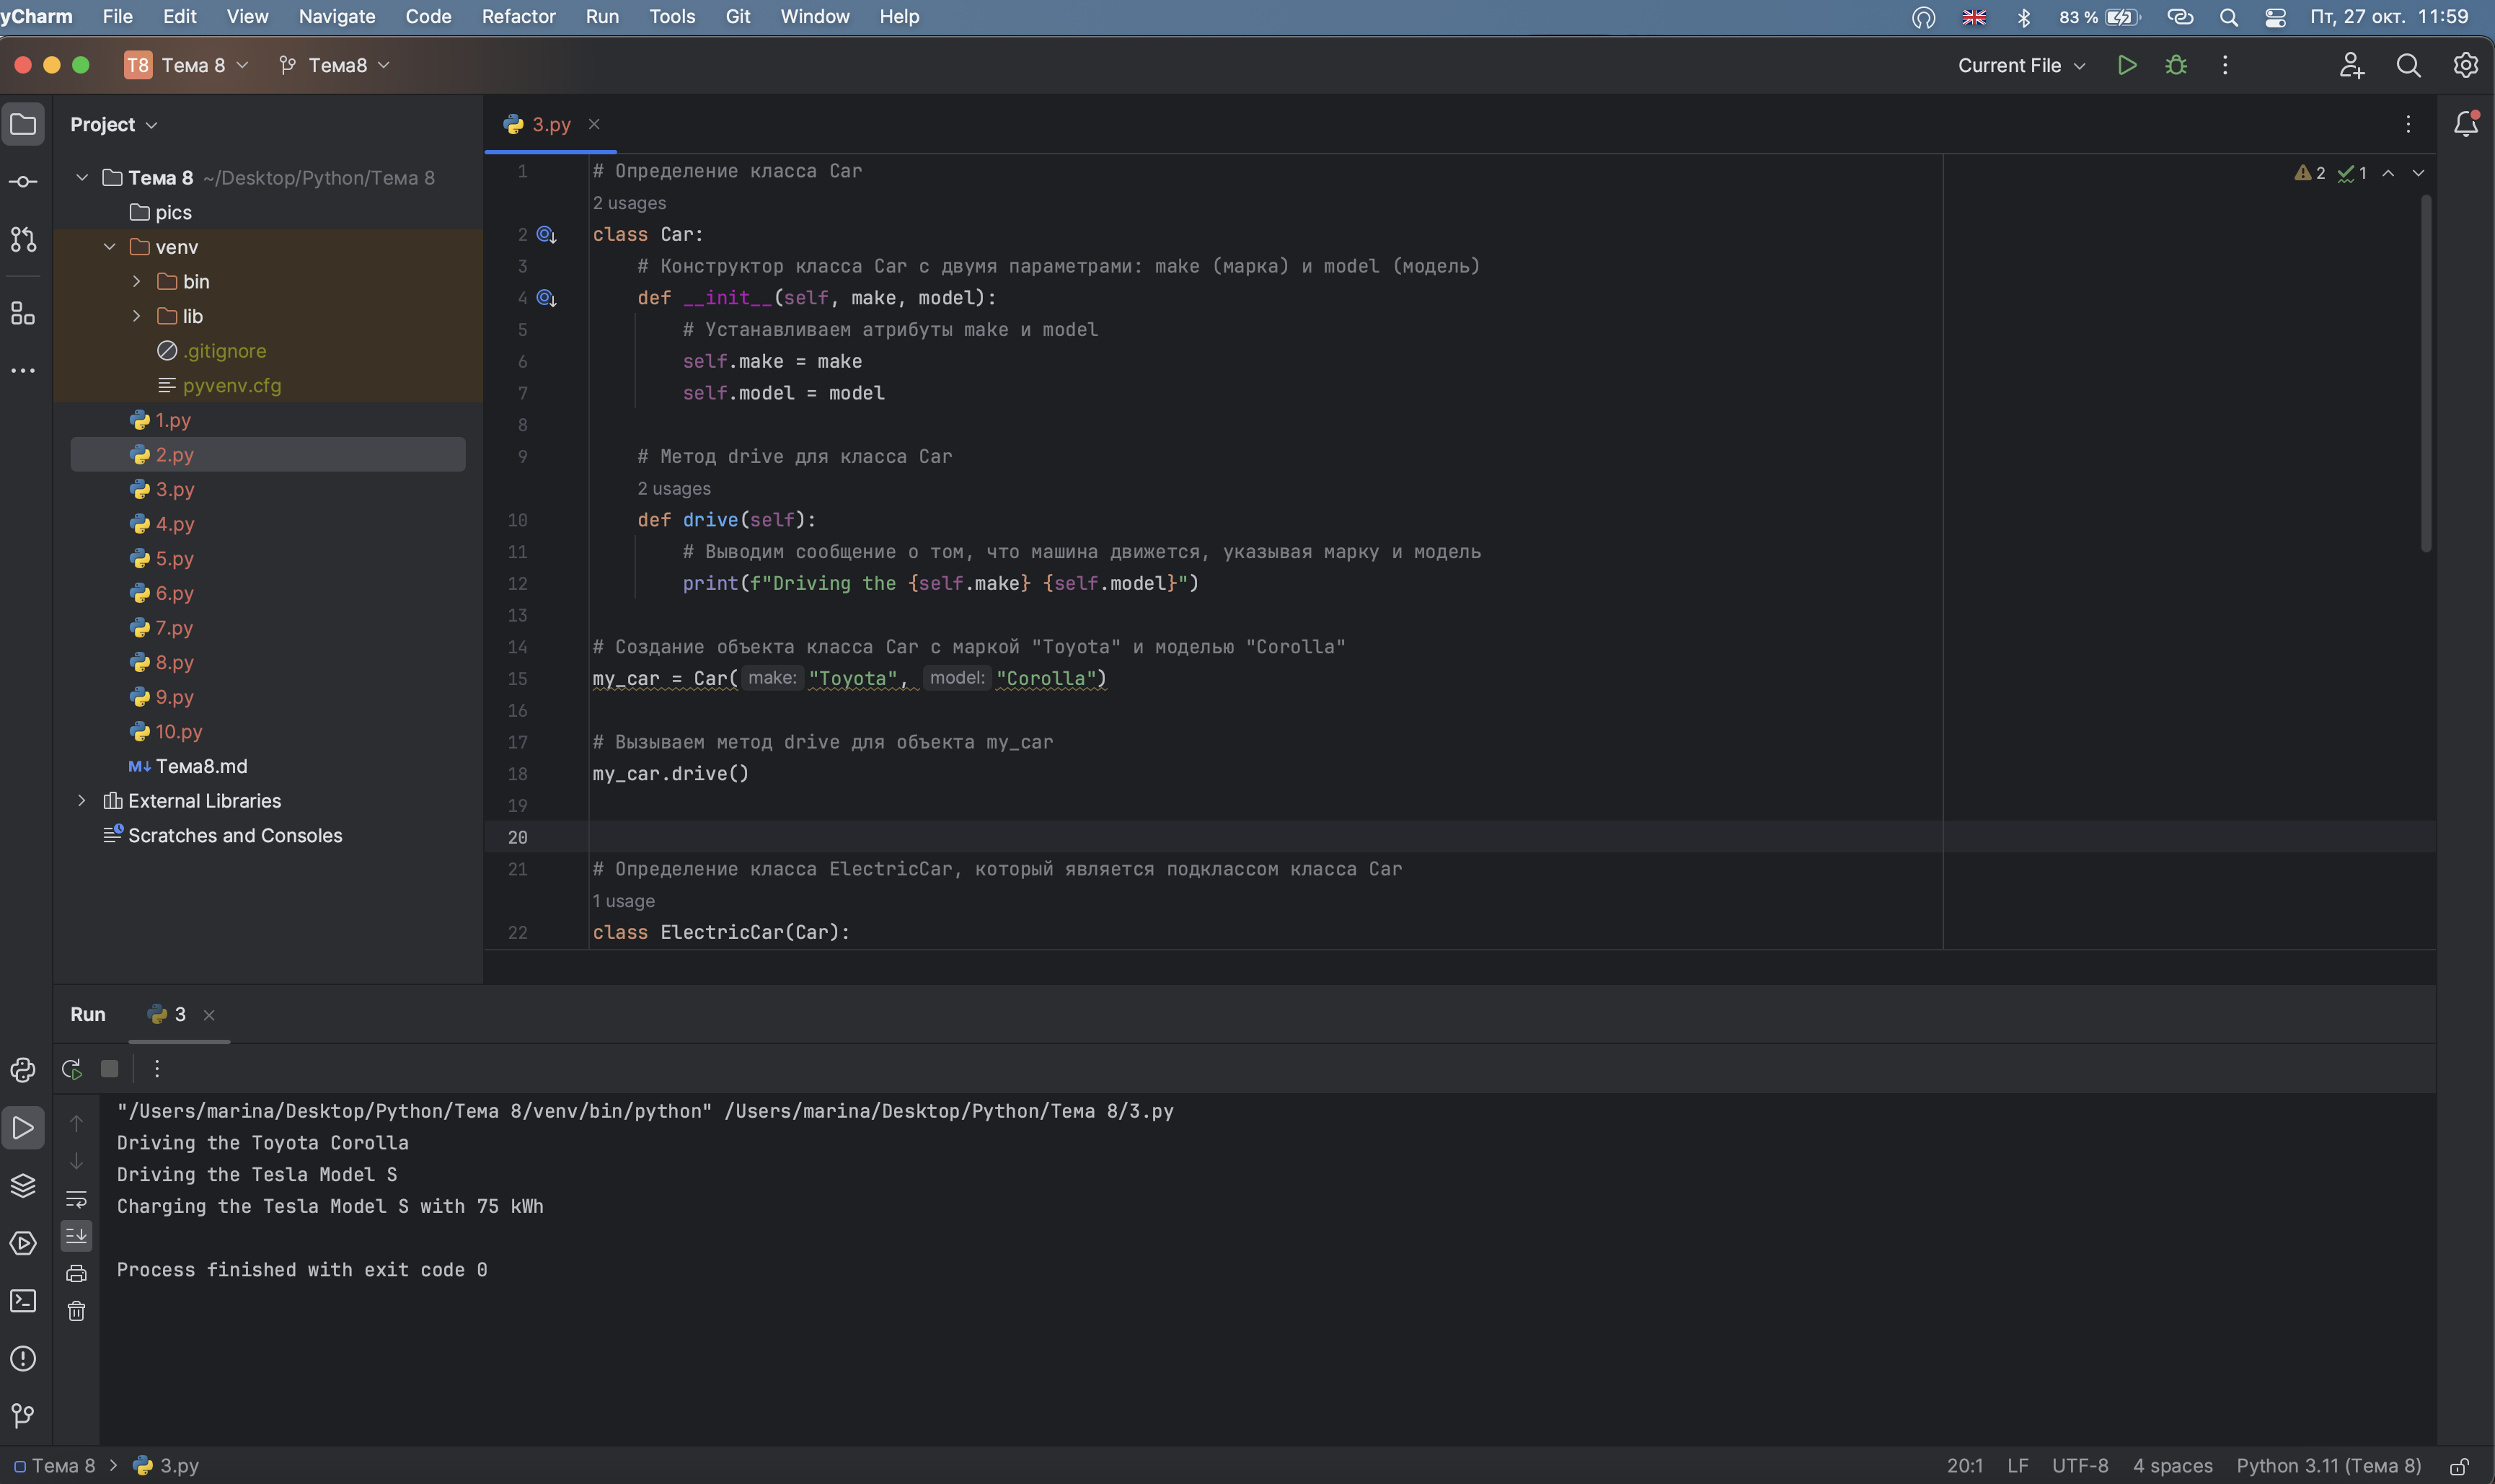 yCharm File Edit View Navigate Code Refactor Run Tools Git Window Help 83 % Пт, 27 окт. 11:59
T8 Тема 8 Тема8 Current File
Project
Тема 8 ~/Desktop/Python/Тема 8
pics
venv
bin
lib
.gitignore
pyvenv.cfg
1.py
2.py
3.py
4.py
5.py
6.py
7.py
8.py
9.py
10.py
M↓ Тема8.md
External Libraries
Scratches and Consoles
3.py
2 1
1 # Определение класса Car
2 usages
2 class Car:
3 # Конструктор класса Car с двумя параметрами: make (марка) и model (модель)
4 def __init__(self, make, model):
5 # Устанавливаем атрибуты make и model
6 self.make = make
7 self.model = model
8
9 # Метод drive для класса Car
2 usages
10 def drive(self):
11 # Выводим сообщение о том, что машина движется, указывая марку и модель
12 print(f"Driving the {self.make} {self.model}")
13
14 # Создание объекта класса Car с маркой "Toyota" и моделью "Corolla"
15 my_car = Car( make: "Toyota", model: "Corolla")
16
17 # Вызываем метод drive для объекта my_car
18 my_car.drive()
19
20
21 # Определение класса ElectricCar, который является подклассом класса Car
1 usage
22 class ElectricCar(Car):
Run 3
"/Users/marina/Desktop/Python/Тема 8/venv/bin/python" /Users/marina/Desktop/Python/Тема 8/3.py
Driving the Toyota Corolla
Driving the Tesla Model S
Charging the Tesla Model S with 75 kWh
Process finished with exit code 0
Тема 8 3.py 20:1 LF UTF-8 4 spaces Python 3.11 (Тема 8)